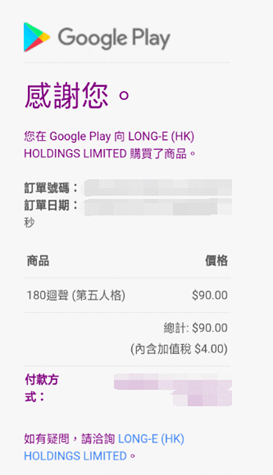 Google Play
感謝您。
您在 Google Play 向 LONG-E (HK)
HOLDINGS LIMITED 購買了商品。
訂單號碼：
訂單日期：
秒
商品 價格
180迴聲 (第五人格) $90.00
總計: $90.00
(內含加值稅 $4.00)
付款方
式：
如有疑問，請洽詢 LONG-E (HK)
HOLDINGS LIMITED。